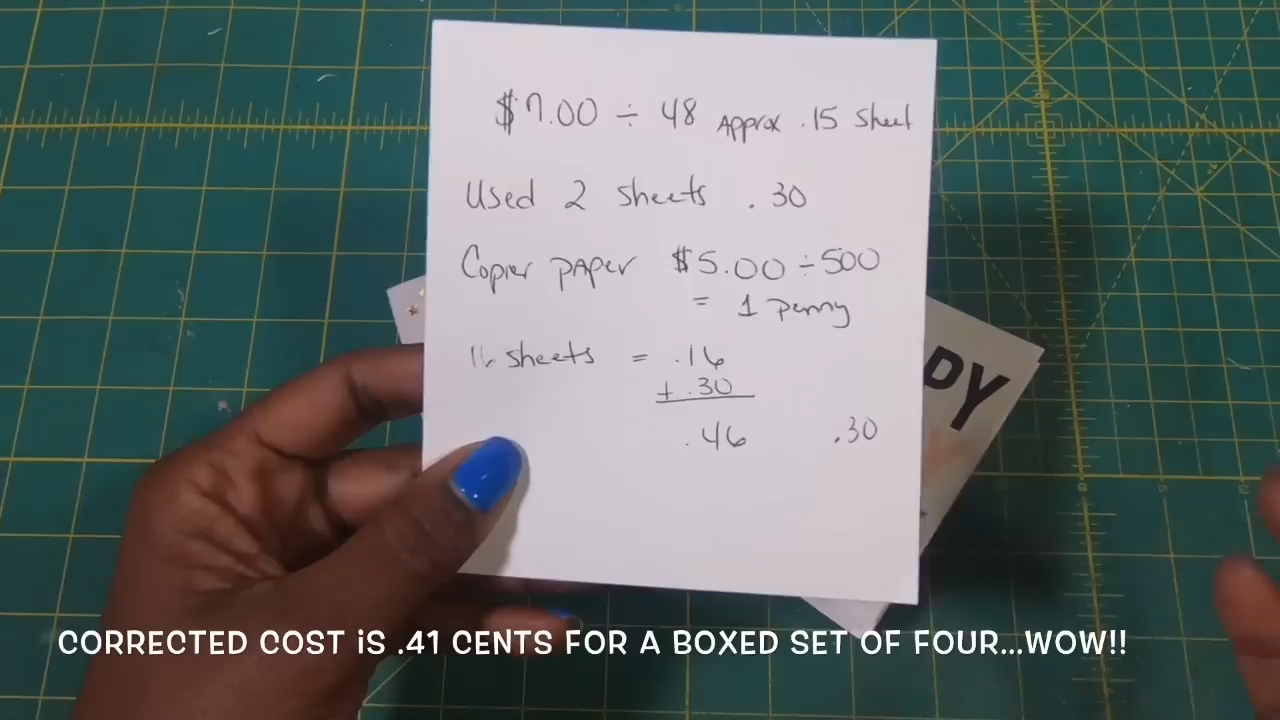 $7.00 ÷ 48 Approx .15 Sheet
Used 2 sheets .30
Copier paper $5.00 ÷ 500
= 1 penny
16 sheets = .16
+ .30
.46 .30
DY
CORRECTED COST iS .41 CENTS FOR A BOXED SET OF FOUR...WOW!!